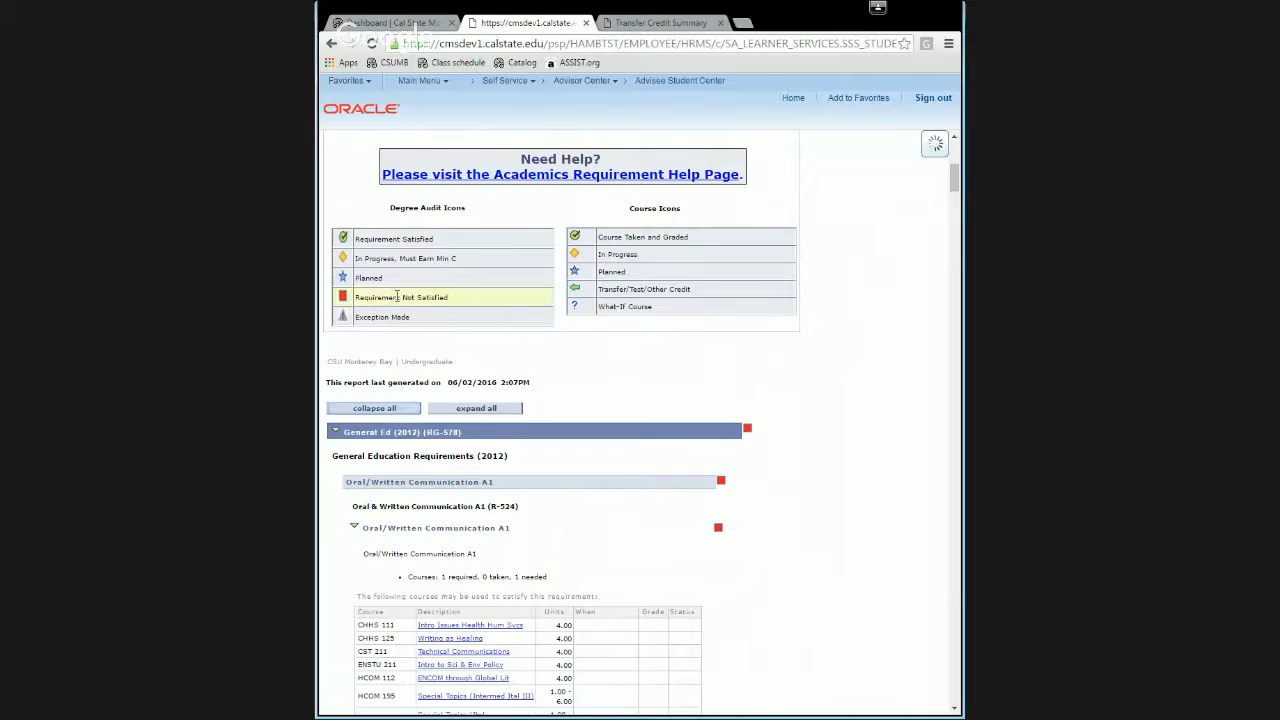 Dashboard | Cal State Mo
https://cmsdev1.calstate.edu
Transfer Credit Summary
https://cmsdev1.calstate.edu/psp/HAMBTST/EMPLOYEE/HRMS/c/SA_LEARNER_SERVICES.SSS_STUDE
Apps CSUMB Class schedule Catalog ASSIST.org
Favorites Main Menu > Self Service > Advisor Center > Advisee Student Center
Home Add to Favorites Sign out
ORACLE
Need Help?
Please visit the Academics Requirement Help Page.
Degree Audit Icons
Requirement Satisfied
In Progress, Must Earn Min C
Planned
Requirement Not Satisfied
Exception Made
Course Icons
Course Taken and Graded
In Progress
Planned
Transfer/Test/Other Credit
? What-If Course
CSU Monterey Bay | Undergraduate
This report last generated on 06/02/2016 2:07PM
collapse all expand all
General Ed (2012) (RG-578)
General Education Requirements (2012)
Oral/Written Communication A1
Oral & Written Communication A1 (R-524)
Oral/Written Communication A1
Oral/Written Communication A1
• Courses: 1 required, 0 taken, 1 needed
The following courses may be used to satisfy this requirement:
Course Description Units When Grade Status
CHHS 111 Intro Issues Health Hum Svcs 4.00
CHHS 125 Writing as Healing 4.00
CST 211 Technical Communications 4.00
ENSTU 211 Intro to Sci & Env Policy 4.00
HCOM 112 ENCOM through Global Lit 4.00
HCOM 195 Special Topics (Intermed Ital III) 1.00 - 6.00